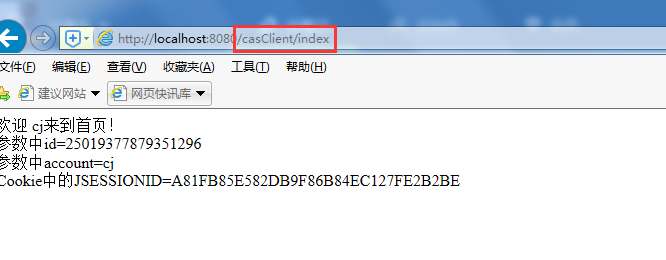 http://localhost:8080/casClient/index
文件(F) 编辑(E) 查看(V) 收藏夹(A) 工具(T) 帮助(H)
建议网站 网页快讯库
欢迎 cj来到首页!
参数中id=25019377879351296
参数中account=cj
Cookie中的JSESSIONID=A81FB85E582DB9F86B84EC127FE2B2BE